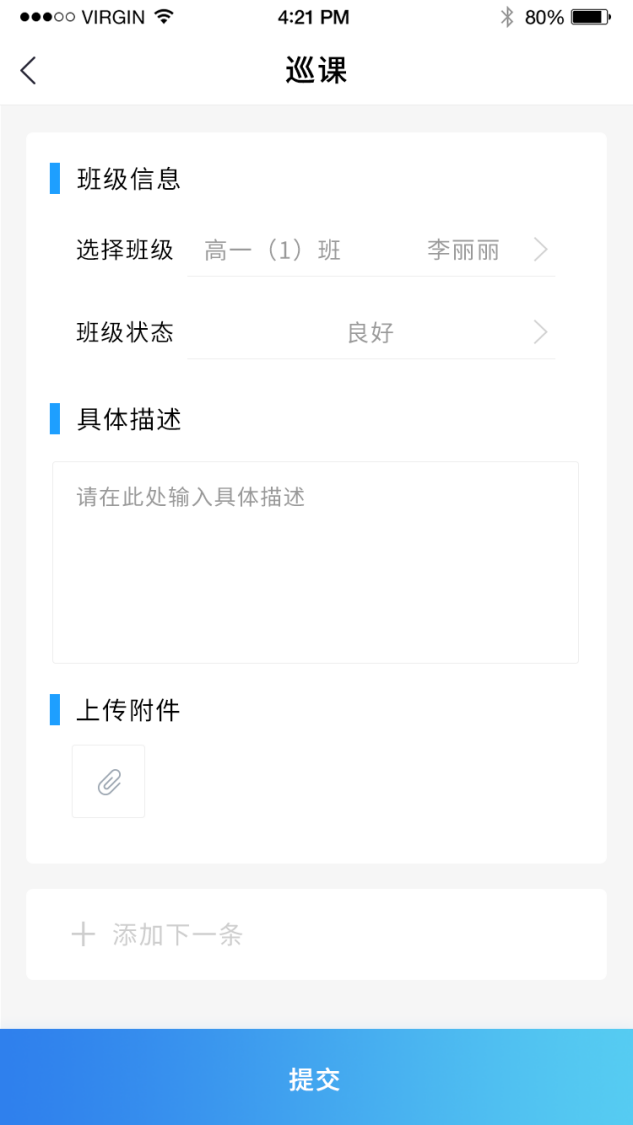 VIRGIN 4:21 PM 80%
巡课
班级信息
选择班级 高一（1）班 李丽丽
班级状态 良好
具体描述
请在此处输入具体描述
上传附件
添加下一条
提交